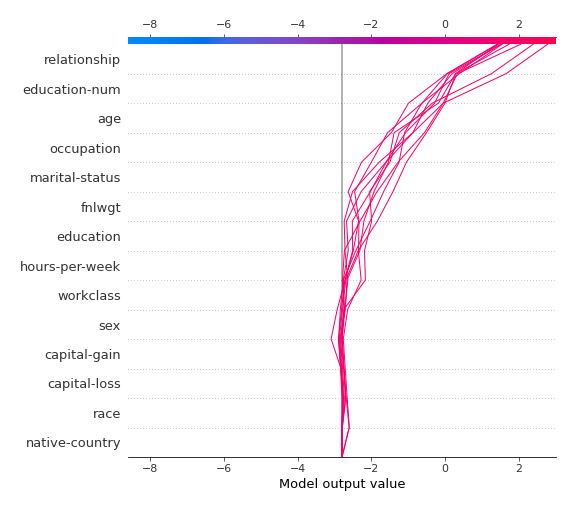 −8 −6 −4 −2 0 2
relationship
education-num
age
occupation
marital-status
fnlwgt
education
hours-per-week
workclass
sex
capital-gain
capital-loss
race
native-country
−8 −6 −4 −2 0 2
Model output value